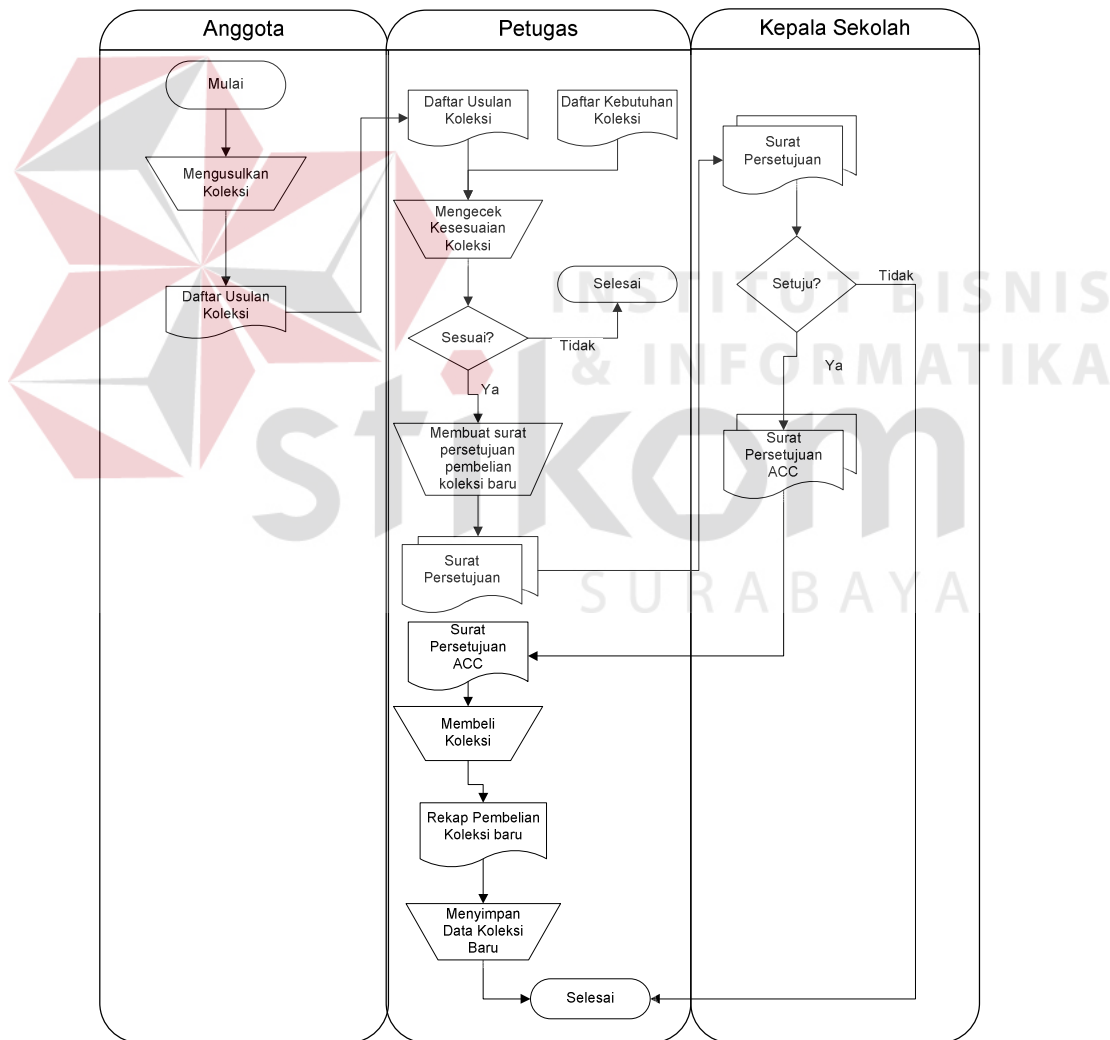 Anggota
Petugas
Kepala Sekolah
Mulai
Mengusulkan
Koleksi
Daftar Usulan
Koleksi
Daftar Usulan
Koleksi
Daftar Kebutuhan
Koleksi
Mengecek
Kesesuaian
Koleksi
Sesuai?
Tidak
Selesai
Ya
Membuat surat
persetujuan
pembelian
koleksi baru
Surat
Persetujuan
Surat
Persetujuan
Setuju?
Tidak
Ya
Surat
Persetujuan
ACC
Surat
Persetujuan
ACC
Membeli
Koleksi
Rekap Pembelian
Koleksi baru
Menyimpan
Data Koleksi
Baru
Selesai
INSTITUT BISNIS
& INFORMATIKA
stikom
SURABAYA